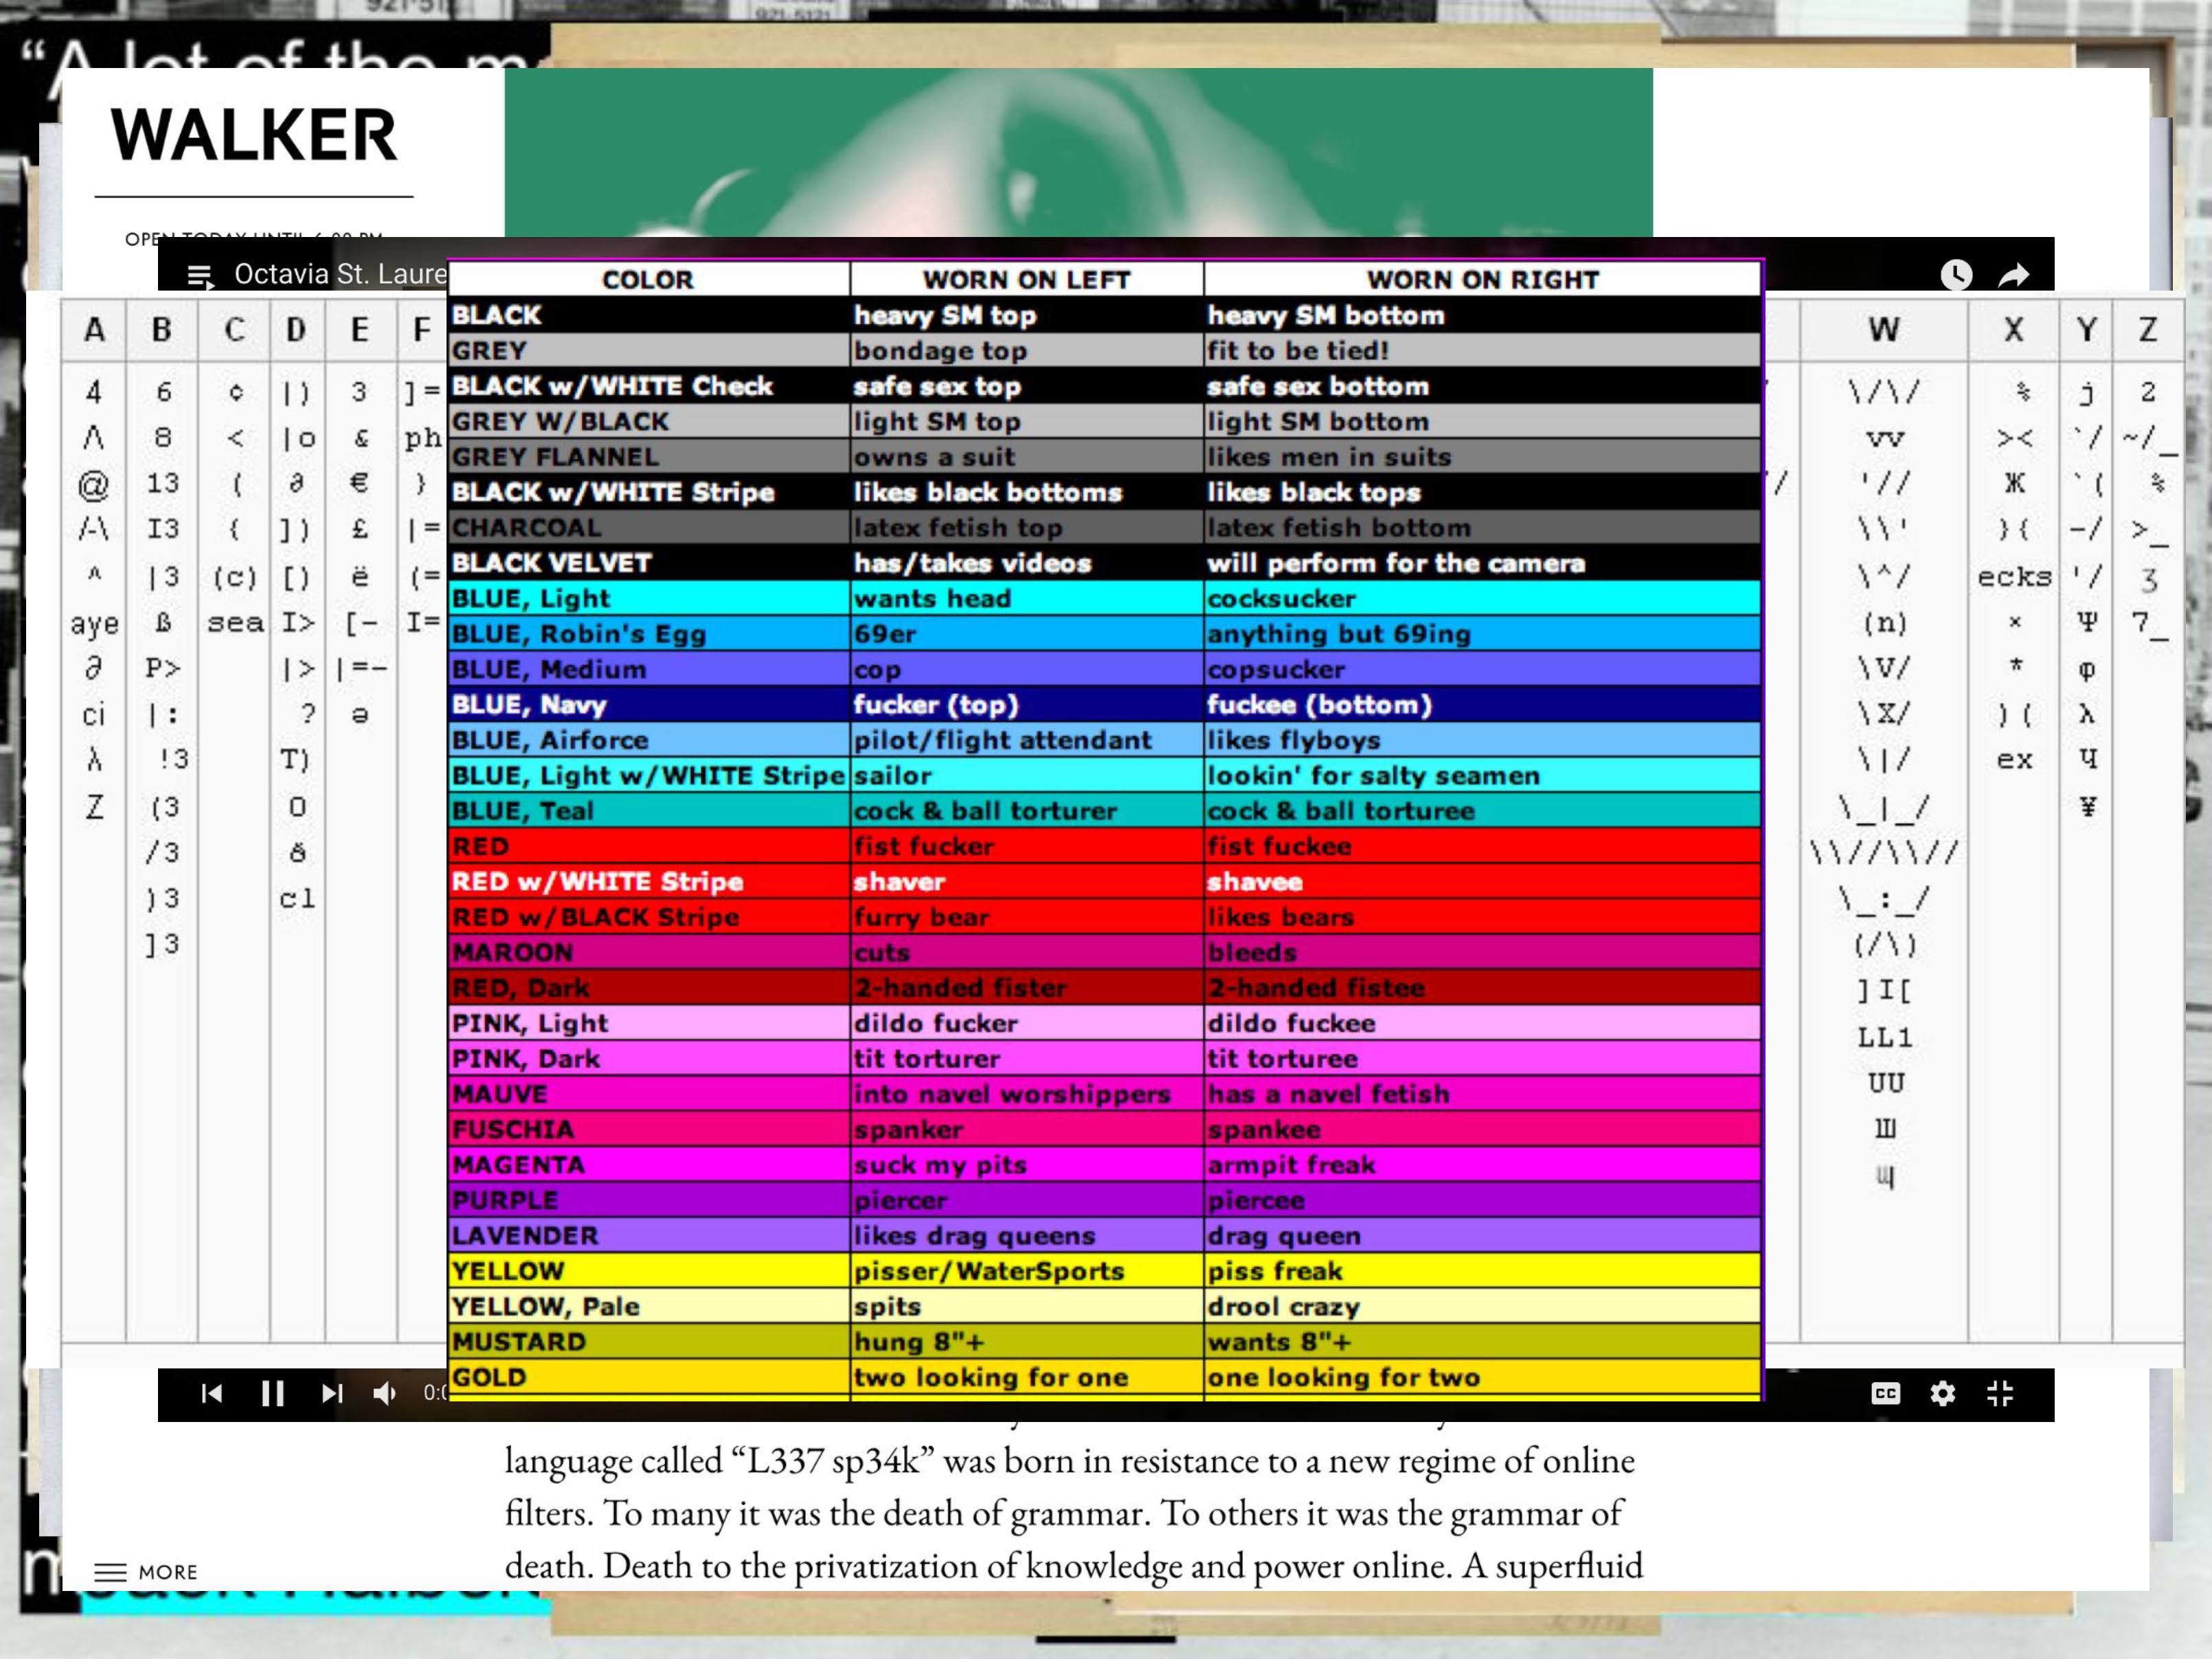 921-5121
"A lot of the m
WALKER
OPEN TODAY UNTIL 6:00 PM
Octavia St. Laure
COLOR WORN ON LEFT WORN ON RIGHT
BLACK heavy SM top heavy SM bottom
GREY bondage top fit to be tied!
BLACK w/WHITE Check safe sex top safe sex bottom
GREY W/BLACK light SM top light SM bottom
GREY FLANNEL owns a suit likes men in suits
BLACK w/WHITE Stripe likes black bottoms likes black tops
CHARCOAL latex fetish top latex fetish bottom
BLACK VELVET has/takes videos will perform for the camera
BLUE, Light wants head cocksucker
BLUE, Robin's Egg 69er anything but 69ing
BLUE, Medium cop copsucker
BLUE, Navy fucker (top) fuckee (bottom)
BLUE, Airforce pilot/flight attendant likes flyboys
BLUE, Light w/WHITE Stripe sailor lookin' for salty seamen
BLUE, Teal cock & ball torturer cock & ball torturee
RED fist fucker fist fuckee
RED w/WHITE Stripe shaver shavee
RED w/BLACK Stripe furry bear likes bears
MAROON cuts bleeds
RED, Dark 2-handed fister 2-handed fistee
PINK, Light dildo fucker dildo fuckee
PINK, Dark tit torturer tit torturee
MAUVE into navel worshippers has a navel fetish
FUSCHIA spanker spankee
MAGENTA suck my pits armpit freak
PURPLE piercer piercee
LAVENDER likes drag queens drag queen
YELLOW pisser/WaterSports piss freak
YELLOW, Pale spits drool crazy
MUSTARD hung 8"+ wants 8"+
GOLD two looking for one one looking for two
A B C D E F W X Y Z
4 6 ¢ |) 3 ]= \/\/ % j 2
Λ 8 < |o & ph vv >< `/ ~/_
@ 13 ( ∂ € } '// Ж `( %
/-\ I3 { ]) £ |= \\' }{ -/ >_
^ |3 (c) [) ë (= \^/ ecks '/ 3
aye ß sea I> [- I= (n) × Ψ 7_
∂ P> |> |=- \V/ * φ
ci |: ? ə \X/ )( λ
λ !3 T) \|/ ex Ч
Z (3 0 \_|_/ ¥
/3 ð \\//\\//
)3 cl \_:_/
]3 (/\)
]I[
LL1
UU
Ш
щ
CC
language called “L337 sp34k” was born in resistance to a new regime of online
filters. To many it was the death of grammar. To others it was the grammar of
death. Death to the privatization of knowledge and power online. A superfluid
MORE